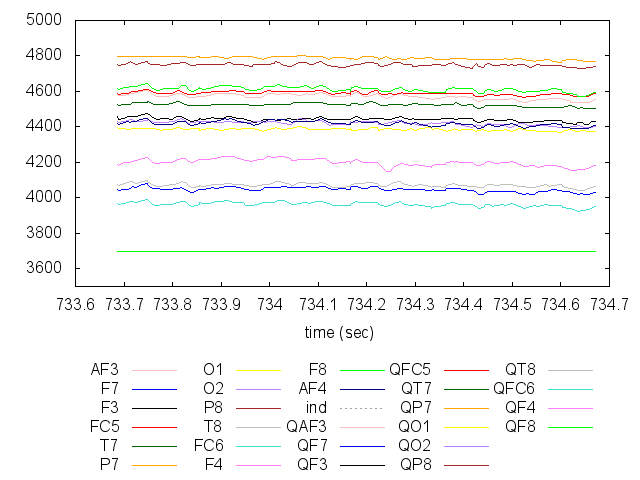 5000
4800
4600
4400
4200
4000
3800
3600
733.6 733.7 733.8 733.9 734 734.1 734.2 734.3 734.4 734.5 734.6 734.7
time (sec)
AF3 O1 F8 QFC5 QT8
F7 O2 AF4 QT7 QFC6
F3 P8 ind QP7 QF4
FC5 T8 QAF3 QO1 QF8
T7 FC6 QF7 QO2
P7 F4 QF3 QP8